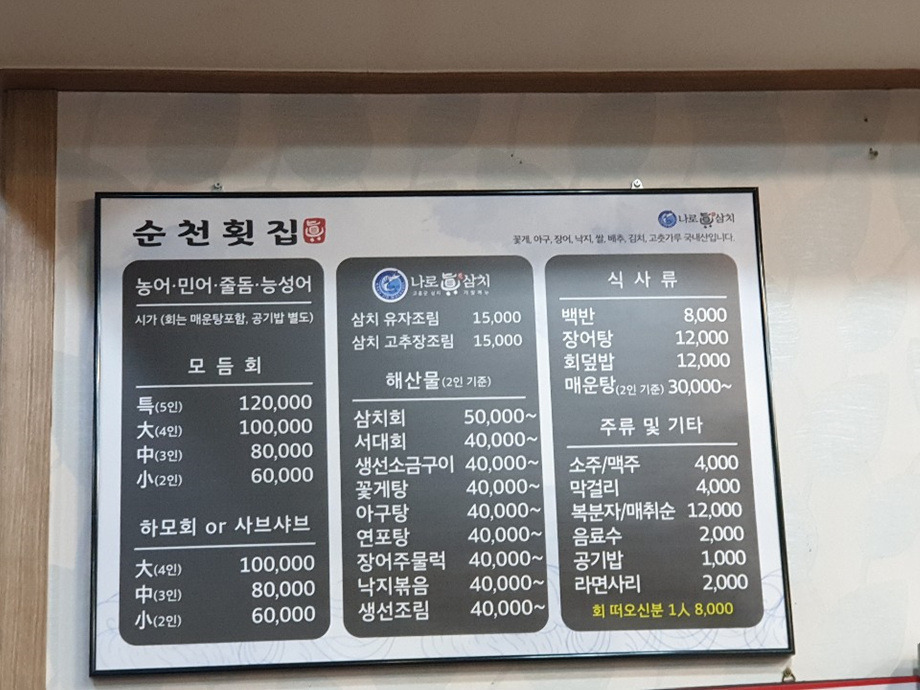 순천횟집 眞
나로 眞 삼치
꽃게, 아구, 장어, 낙지, 쌀, 배추, 김치, 고춧가루 국내산입니다.
농어·민어·줄돔·능성어
시가 (회는 매운탕포함, 공기밥 별도)
모 듬 회
特(5인) 120,000
大(4인) 100,000
中(3인) 80,000
小(2인) 60,000
하모회 or 샤브샤브
大(4인) 100,000
中(3인) 80,000
小(2인) 60,000
나로 眞 삼치
삼치 유자조림 15,000
삼치 고추장조림 15,000
해산물(2인 기준)
삼치회 50,000~
서대회 40,000~
생선소금구이 40,000~
꽃게탕 40,000~
아구탕 40,000~
연포탕 40,000~
장어주물럭 40,000~
낙지볶음 40,000~
생선조림 40,000~
식 사 류
백반 8,000
장어탕 12,000
회덮밥 12,000
매운탕(2인 기준) 30,000~
주류 및 기타
소주/맥주 4,000
막걸리 4,000
복분자/매취순 12,000
음료수 2,000
공기밥 1,000
라면사리 2,000
회 떠오신분 1人 8,000